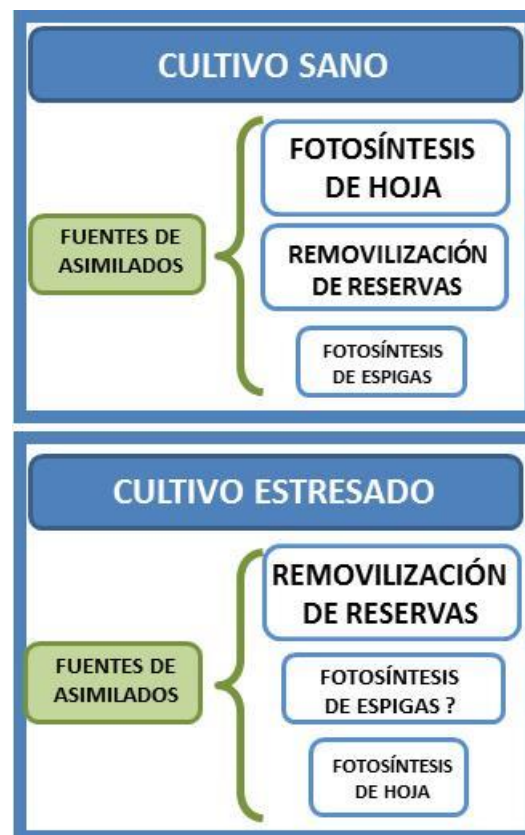 CULTIVO SANO
FUENTES DE
ASIMILADOS
FOTOSÍNTESIS
DE HOJA
REMOVILIZACIÓN
DE RESERVAS
FOTOSÍNTESIS
DE ESPIGAS
CULTIVO ESTRESADO
FUENTES DE
ASIMILADOS
REMOVILIZACIÓN
DE RESERVAS
FOTOSÍNTESIS
DE ESPIGAS ?
FOTOSÍNTESIS
DE HOJA